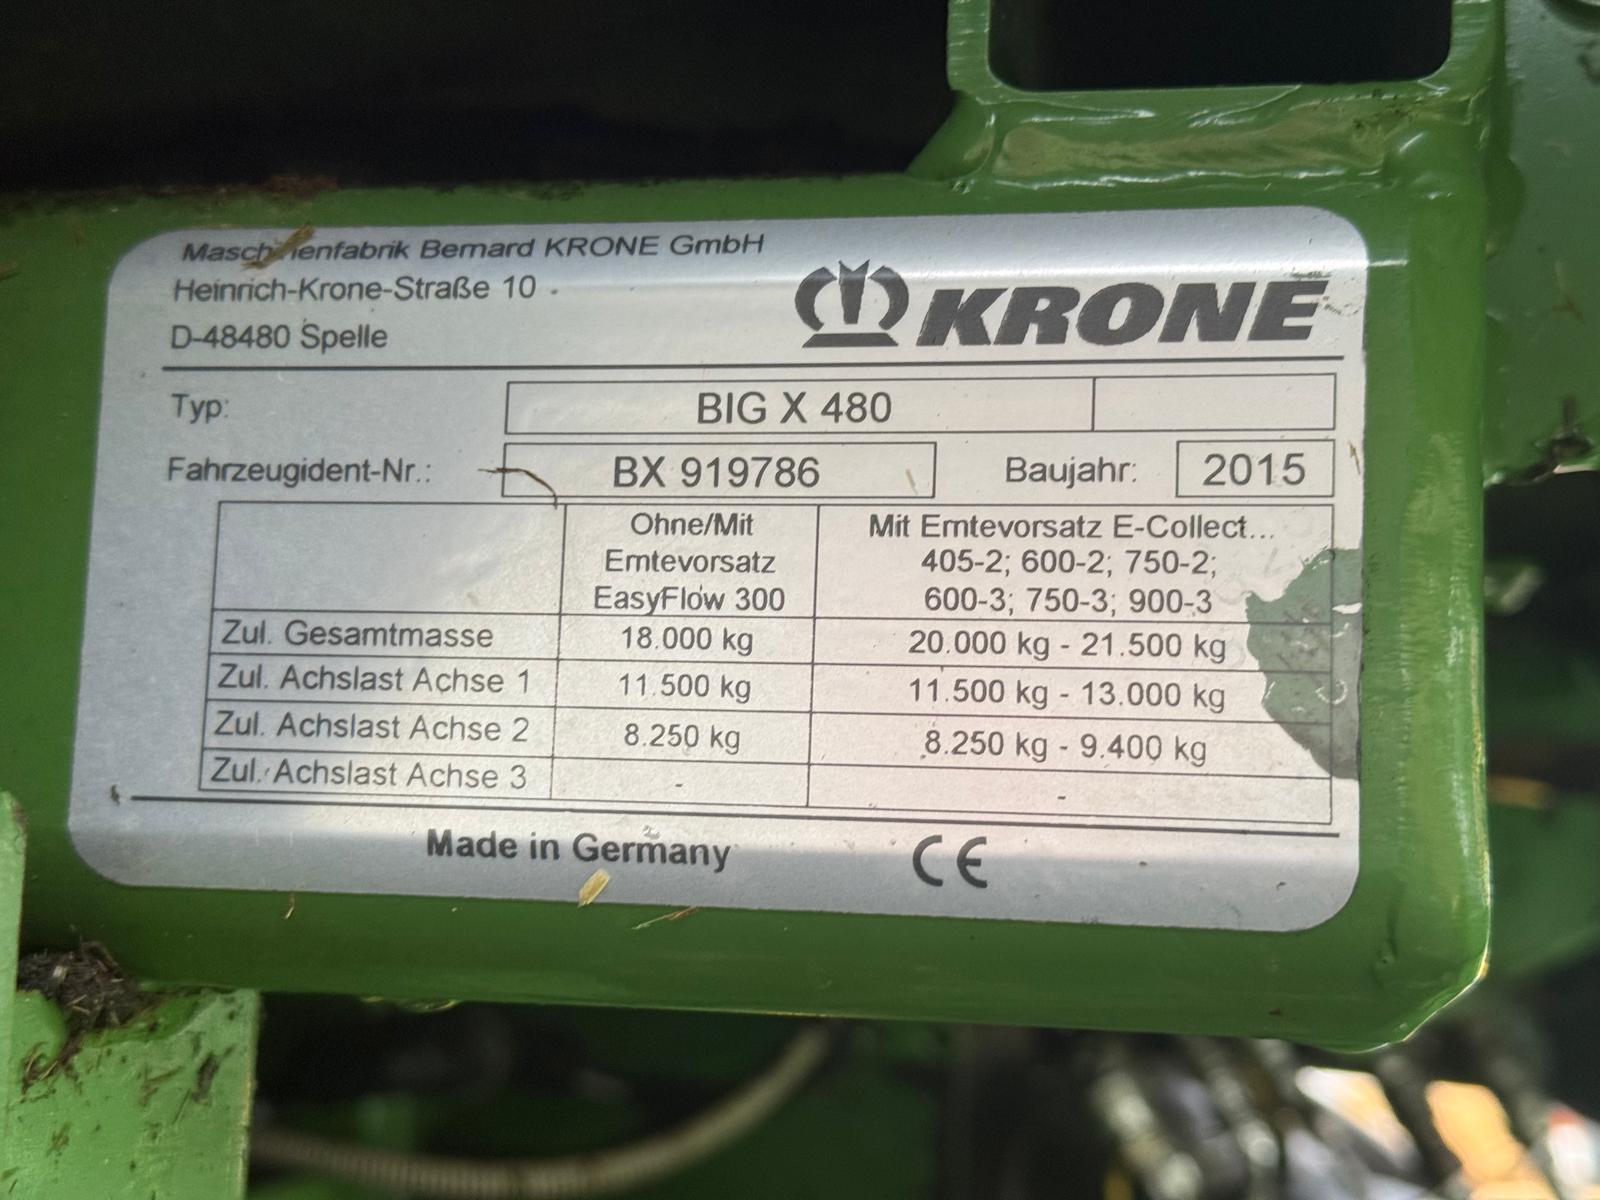 Maschinenfabrik Bernard KRONE GmbH
Heinrich-Krone-Straße 10
D-48480 Spelle
KRONE
Typ: BIG X 480
Fahrzeugident-Nr.: BX 919786 Baujahr: 2015
Ohne/Mit
Erntevorsatz
EasyFlow 300
Mit Erntevorsatz E-Collect...
405-2; 600-2; 750-2;
600-3; 750-3; 900-3
Zul. Gesamtmasse 18.000 kg 20.000 kg - 21.500 kg
Zul. Achslast Achse 1 11.500 kg 11.500 kg - 13.000 kg
Zul. Achslast Achse 2 8.250 kg 8.250 kg - 9.400 kg
Zul. Achslast Achse 3 - -
Made in Germany CE